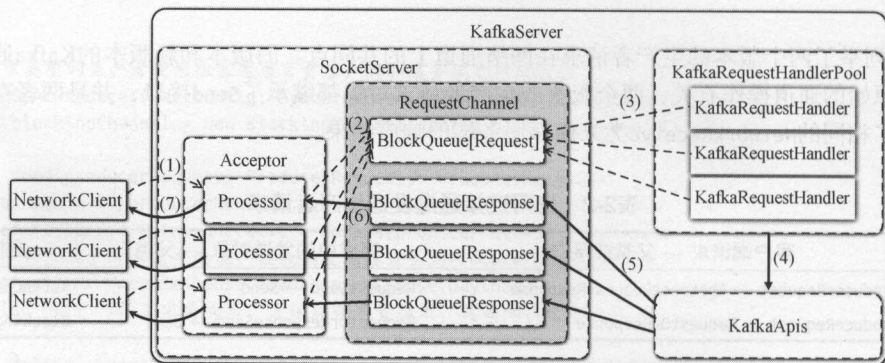 KafkaServer
SocketServer
KafkaRequestHandlerPool
RequestChannel
(3)
KafkaRequestHandler
(2)
BlockQueue[Request]
Acceptor
KafkaRequestHandler
(1)
NetworkClient
(7)
Processor
(6)
BlockQueue[Response]
KafkaRequestHandler
NetworkClient
Processor
BlockQueue[Response]
(5)
(4)
NetworkClient
Processor
BlockQueue[Response]
KafkaApis